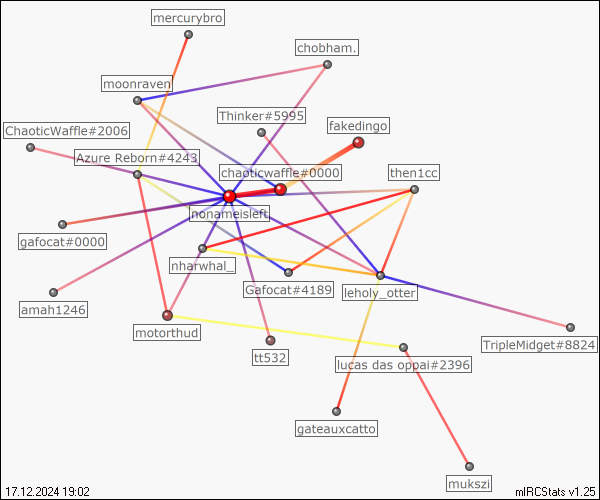 mercurybro
chobham.
moonraven
Thinker#5995
fakedingo
ChaoticWaffle#2006
Azure Reborn#4243
chaoticwaffle#0000
then1cc
nonameisleft
gafocat#0000
nharwhal_
Gafocat#4189
leholy_otter
amah1246
motorthud
tt532
TripleMidget#8824
lucas das oppai#2396
gateauxcatto
mukszi
17.12.2024 19:02
mIRCStats v1.25